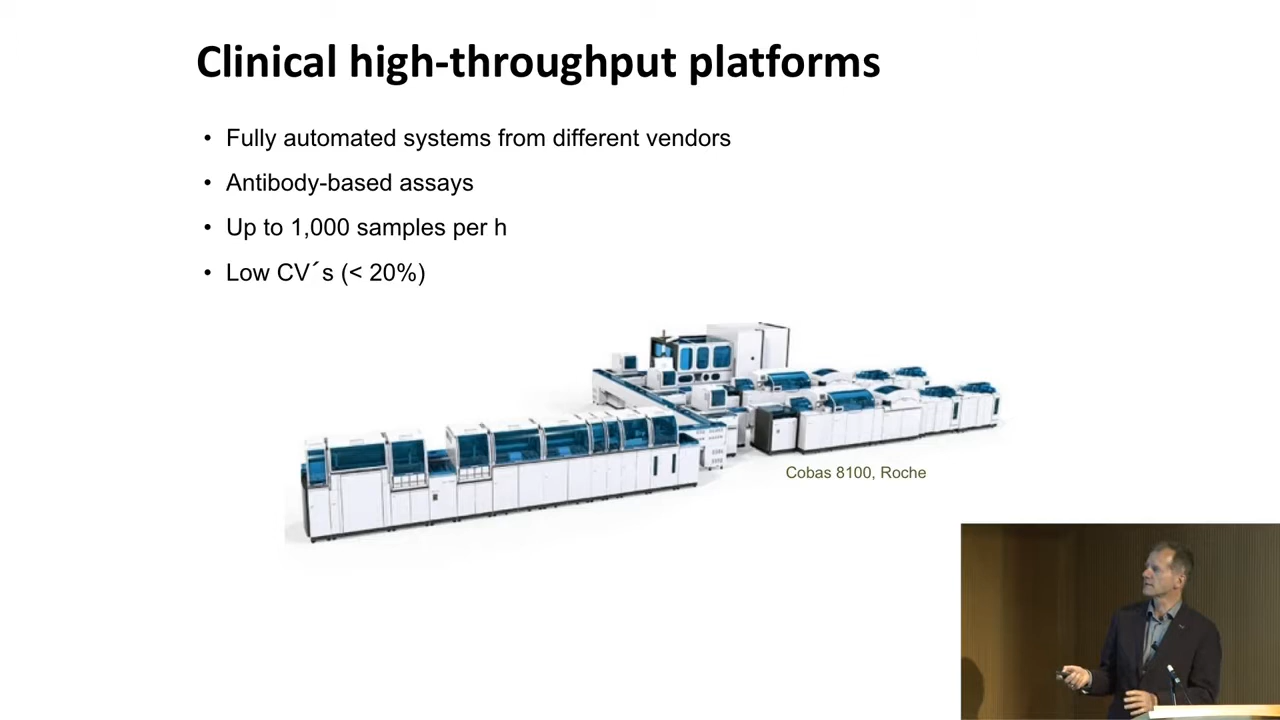 Clinical high-throughput platforms
• Fully automated systems from different vendors
• Antibody-based assays
• Up to 1,000 samples per h
• Low CV´s (< 20%)
Cobas 8100, Roche